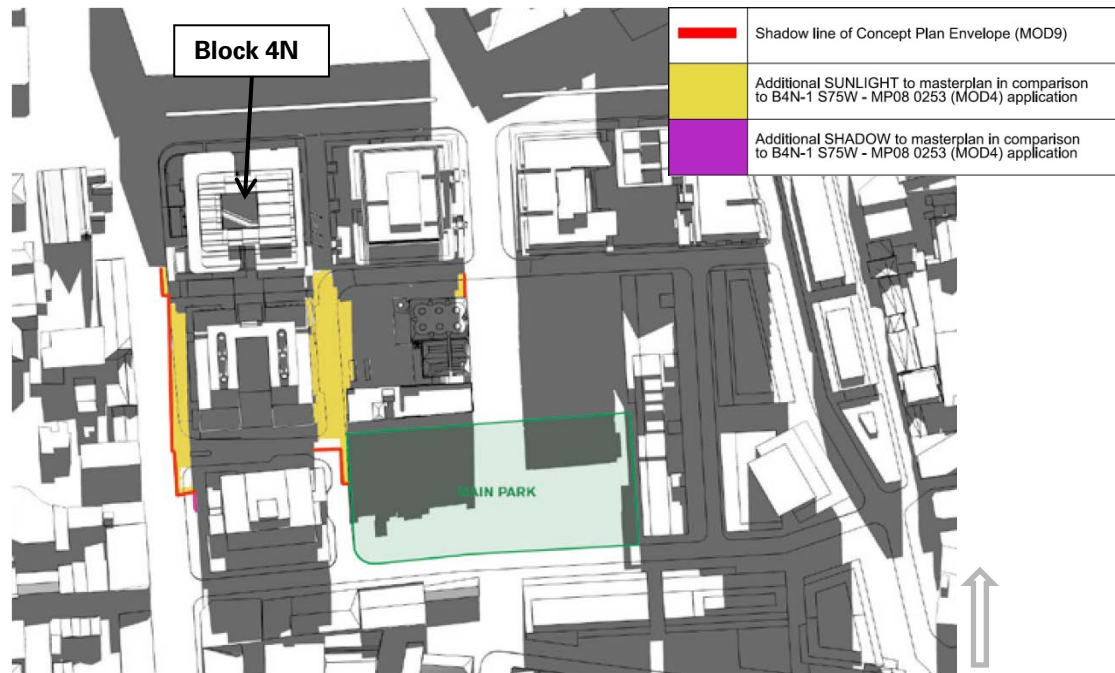 Block 4N
Shadow line of Concept Plan Envelope (MOD9)
Additional SUNLIGHT to masterplan in comparison
to B4N-1 S75W - MP08 0253 (MOD4) application
Additional SHADOW to masterplan in comparison
to B4N-1 S75W - MP08 0253 (MOD4) application
MAIN PARK